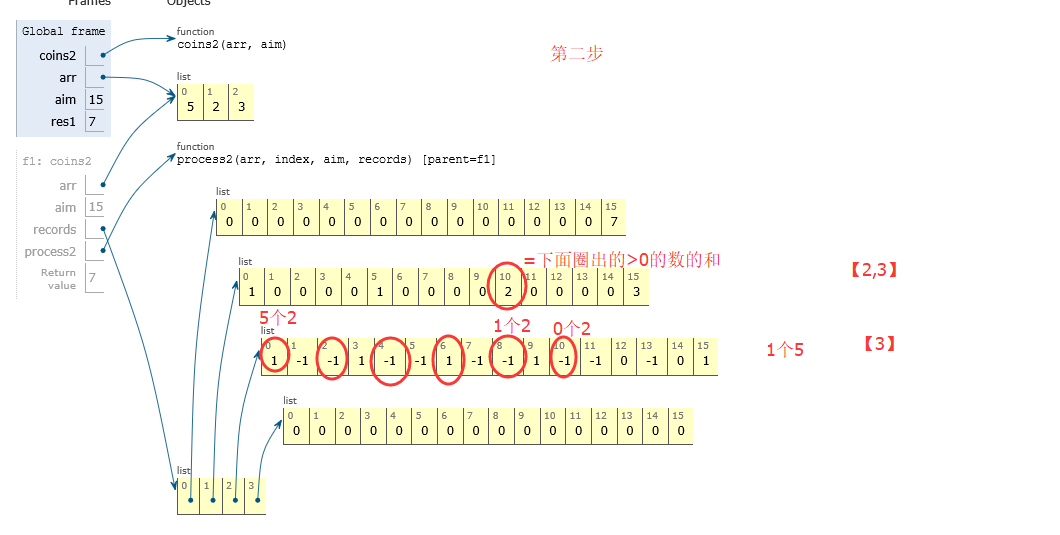 Frames Objects
Global frame
coins2
arr
aim 15
res1 7
function
coins2(arr, aim)
第二步
list
0 1 2
5 2 3
function
process2(arr, index, aim, records) [parent=f1]
f1: coins2
arr
aim 15
records
process2
Return value 7
list
0 1 2 3 4 5 6 7 8 9 10 11 12 13 14 15
0 0 0 0 0 0 0 0 0 0 0 0 0 0 0 7
=下面圈出的>0的数的和
【2,3】
list
0 1 2 3 4 5 6 7 8 9 10 11 12 13 14 15
1 0 0 0 0 1 0 0 0 0 2 0 0 0 0 3
5个2
1个2
0个2
1个5
【3】
list
0 1 2 3 4 5 6 7 8 9 10 11 12 13 14 15
1 -1 -1 1 -1 -1 1 -1 -1 1 -1 -1 0 -1 0 1
list
0 1 2 3 4 5 6 7 8 9 10 11 12 13 14 15
0 0 0 0 0 0 0 0 0 0 0 0 0 0 0 0
list
0 1 2 3